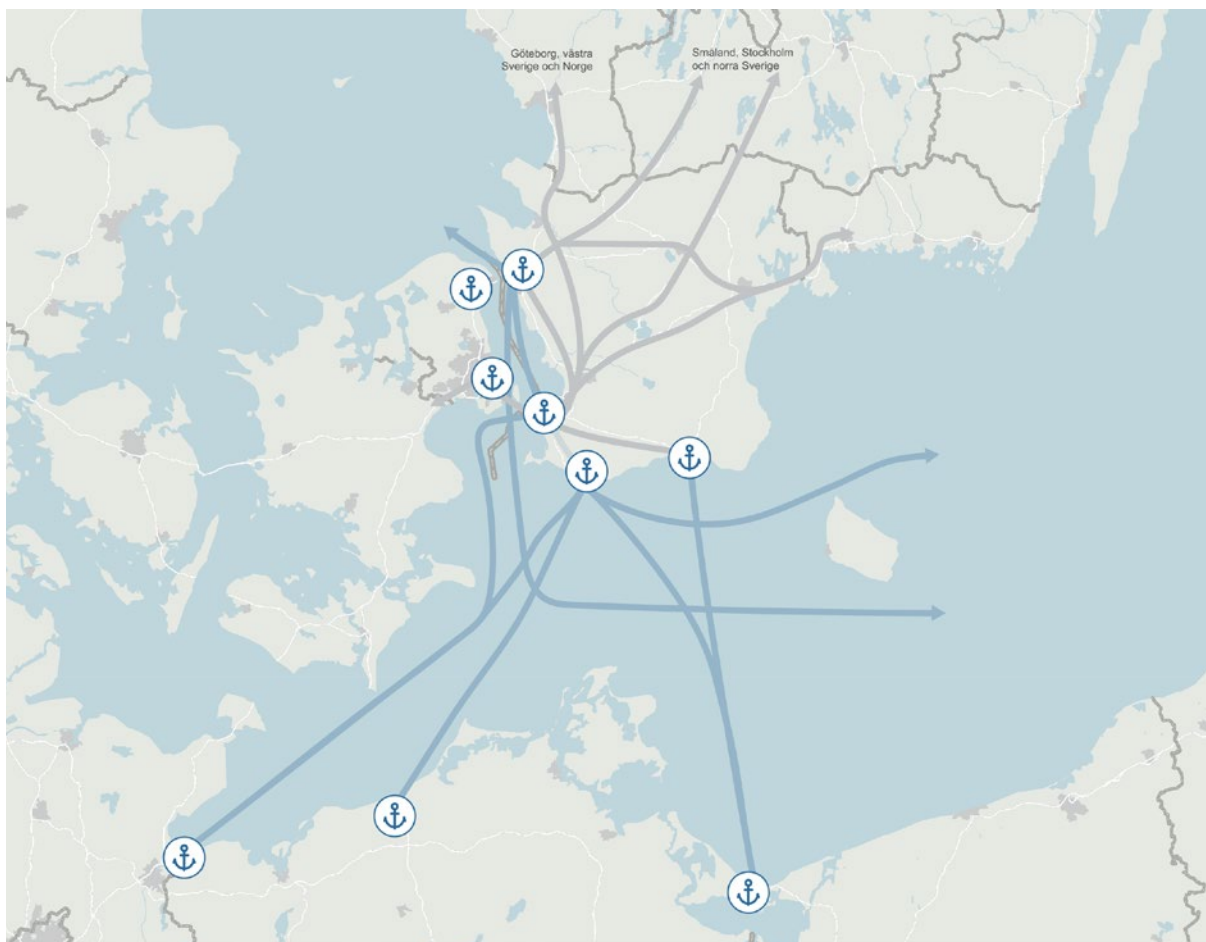 Göteborg, västra
Sverige och Norge
Småland, Stockholm
och norra Sverige